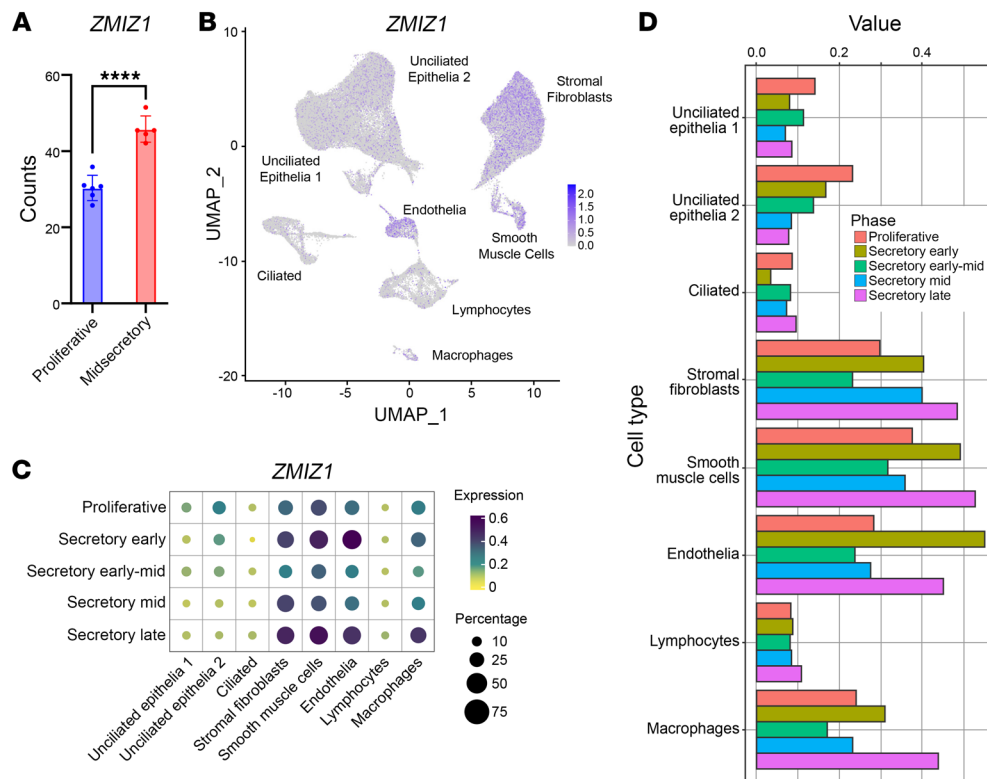 A
ZMIZ1
60
40
20
0
Counts
****
Proliferative
Midsecretory
B
ZMIZ1
10
0
-10
-20
UMAP_2
-10
-5
0
5
10
UMAP_1
Unciliated
Epithelia 2
Stromal
Fibroblasts
Unciliated
Epithelia 1
Endothelia
Smooth
Muscle Cells
Ciliated
Lymphocytes
Macrophages
2.0
1.5
1.0
0.5
0.0
C
ZMIZ1
Proliferative
Secretory early
Secretory early-mid
Secretory mid
Secretory late
Unciliated epithelia 1
Unciliated epithelia 2
Ciliated
Stromal fibroblasts
Smooth muscle cells
Endothelia
Lymphocytes
Macrophages
Expression
0.6
0.4
0.2
0
Percentage
10
25
50
75
D
Value
0.0
0.2
0.4
Cell type
Unciliated
epithelia 1
Unciliated
epithelia 2
Ciliated
Stromal
fibroblasts
Smooth
muscle cells
Endothelia
Lymphocytes
Macrophages
Phase
Proliferative
Secretory early
Secretory early-mid
Secretory mid
Secretory late